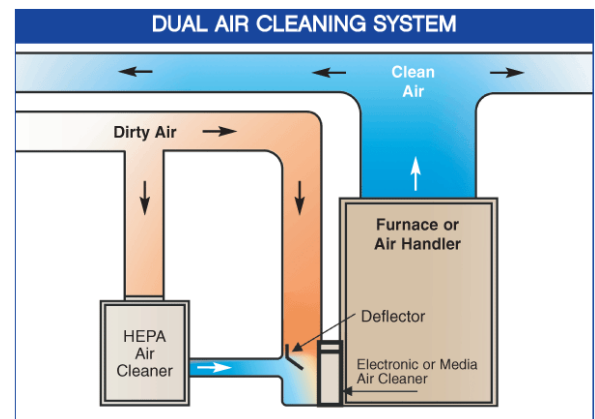 DUAL AIR CLEANING SYSTEM
Clean
Air
Dirty Air
Furnace or
Air Handler
Deflector
HEPA
Air
Cleaner
Electronic or Media
Air Cleaner